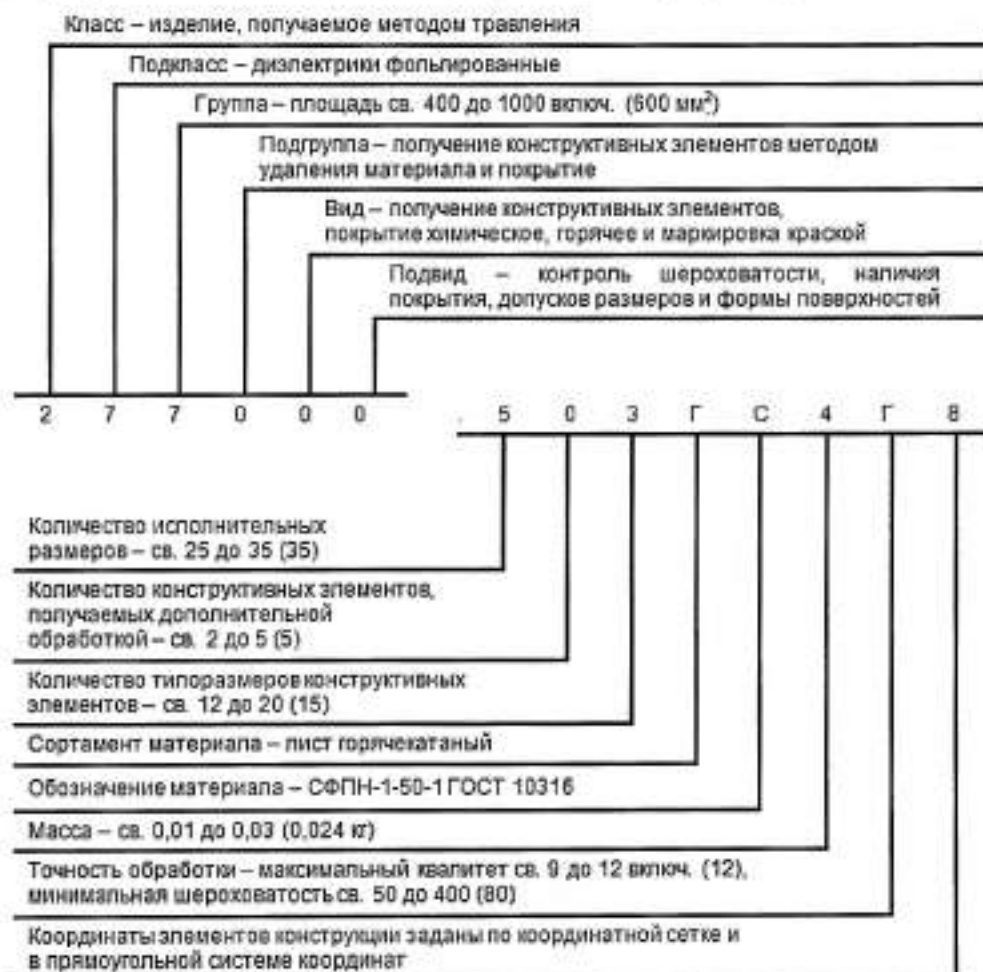 Класс – изделие, получаемое методом травления
Подкласс – диэлектрики фольгированные
Группа – площадь св. 400 до 1000 включ. (600 мм²)
Подгруппа – получение конструктивных элементов методом
удаления материала и покрытие
Вид – получение конструктивных элементов,
покрытие химическое, горячее и маркировка краской
Подвид – контроль шероховатости, наличия
покрытия, допусков размеров и формы поверхностей
2 7 7 0 0 0 . 5 0 3 Г С 4 Г 8
Количество исполнительных
размеров – св. 25 до 35 (35)
Количество конструктивных элементов,
получаемых дополнительной
обработкой – св. 2 до 5 (5)
Количество типоразмеров конструктивных
элементов – св. 12 до 20 (15)
Сортамент материала – лист горячекатаный
Обозначение материала – СФПН-1-50-1 ГОСТ 10316
Масса – св. 0,01 до 0,03 (0,024 кг)
Точность обработки – максимальный квалитет св. 9 до 12 включ. (12),
минимальная шероховатость св. 50 до 400 (80)
Координаты элементов конструкции заданы по координатной сетке и
в прямоугольной системе координат